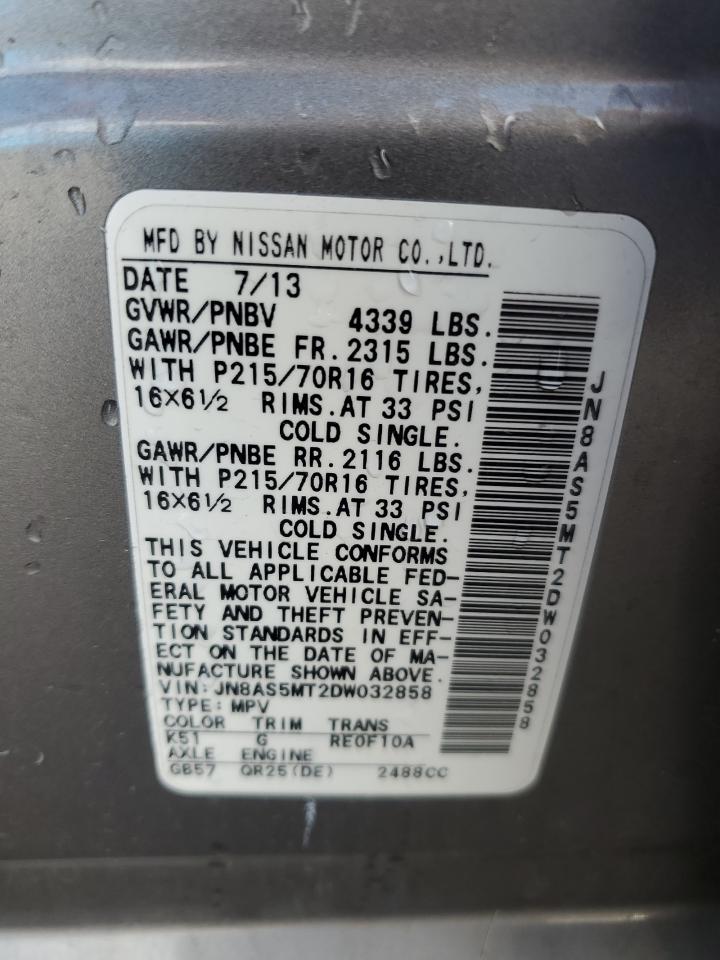 MFD BY NISSAN MOTOR CO.,LTD.
DATE 7/13
GVWR/PNBV 4339 LBS.
GAWR/PNBE FR. 2315 LBS.
WITH P215/70R16 TIRES,
16×6½ RIMS. AT 33 PSI
COLD SINGLE.
GAWR/PNBE RR. 2116 LBS.
WITH P215/70R16 TIRES,
16×6½ RIMS. AT 33 PSI
COLD SINGLE.
THIS VEHICLE CONFORMS
TO ALL APPLICABLE FED-
ERAL MOTOR VEHICLE SA-
FETY AND THEFT PREVEN-
TION STANDARDS IN EFF-
ECT ON THE DATE OF MA-
NUFACTURE SHOWN ABOVE.
VIN: JN8AS5MT2DW032858
TYPE: MPV
COLOR TRIM TRANS
K51 G RE0F10A
AXLE ENGINE
GB57 QR25(DE) 2488CC
JN8AS5MT2DW032858